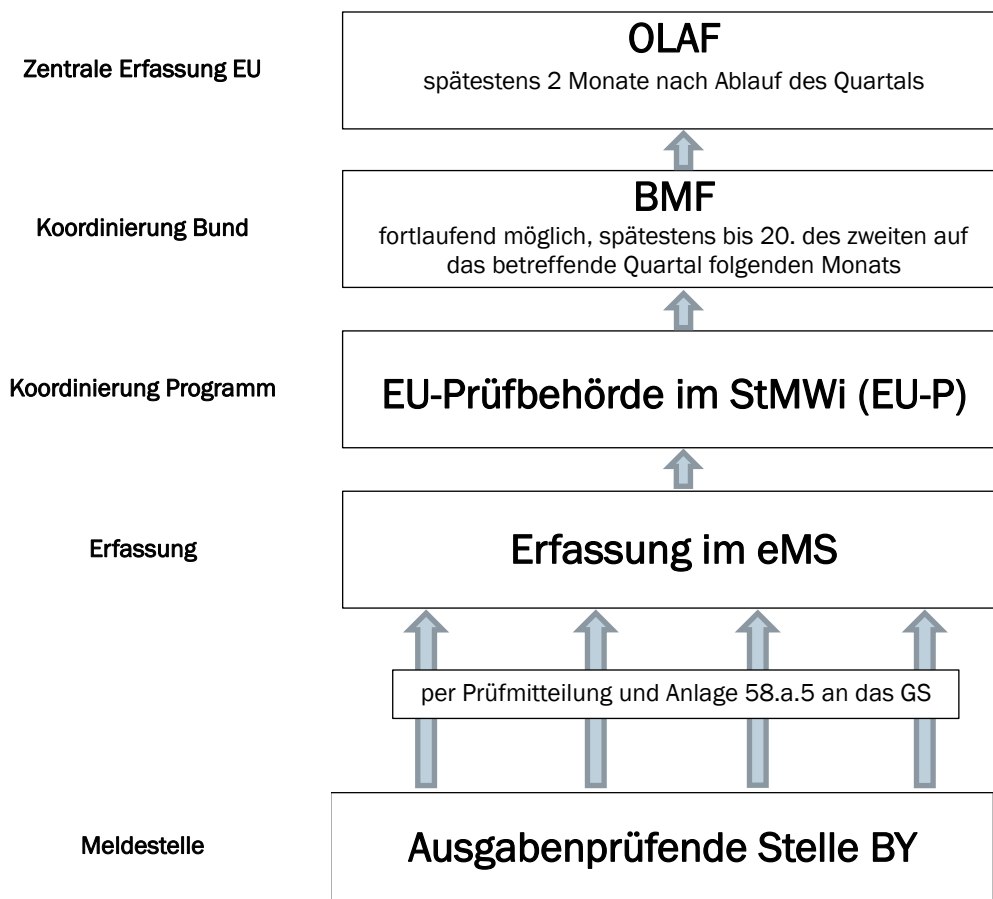 OLAF
Zentrale Erfassung EU
spätestens 2 Monate nach Ablauf des Quartals
BMF
Koordinierung Bund
fortlaufend möglich, spätestens bis 20. des zweiten auf
das betreffende Quartal folgenden Monats
Koordinierung Programm
EU-Prüfbehörde im StMWi (EU-P)
Erfassung
Erfassung im eMS
per Prüfmitteilung und Anlage 58.a.5 an das GS
Meldestelle
Ausgabenprüfende Stelle BY